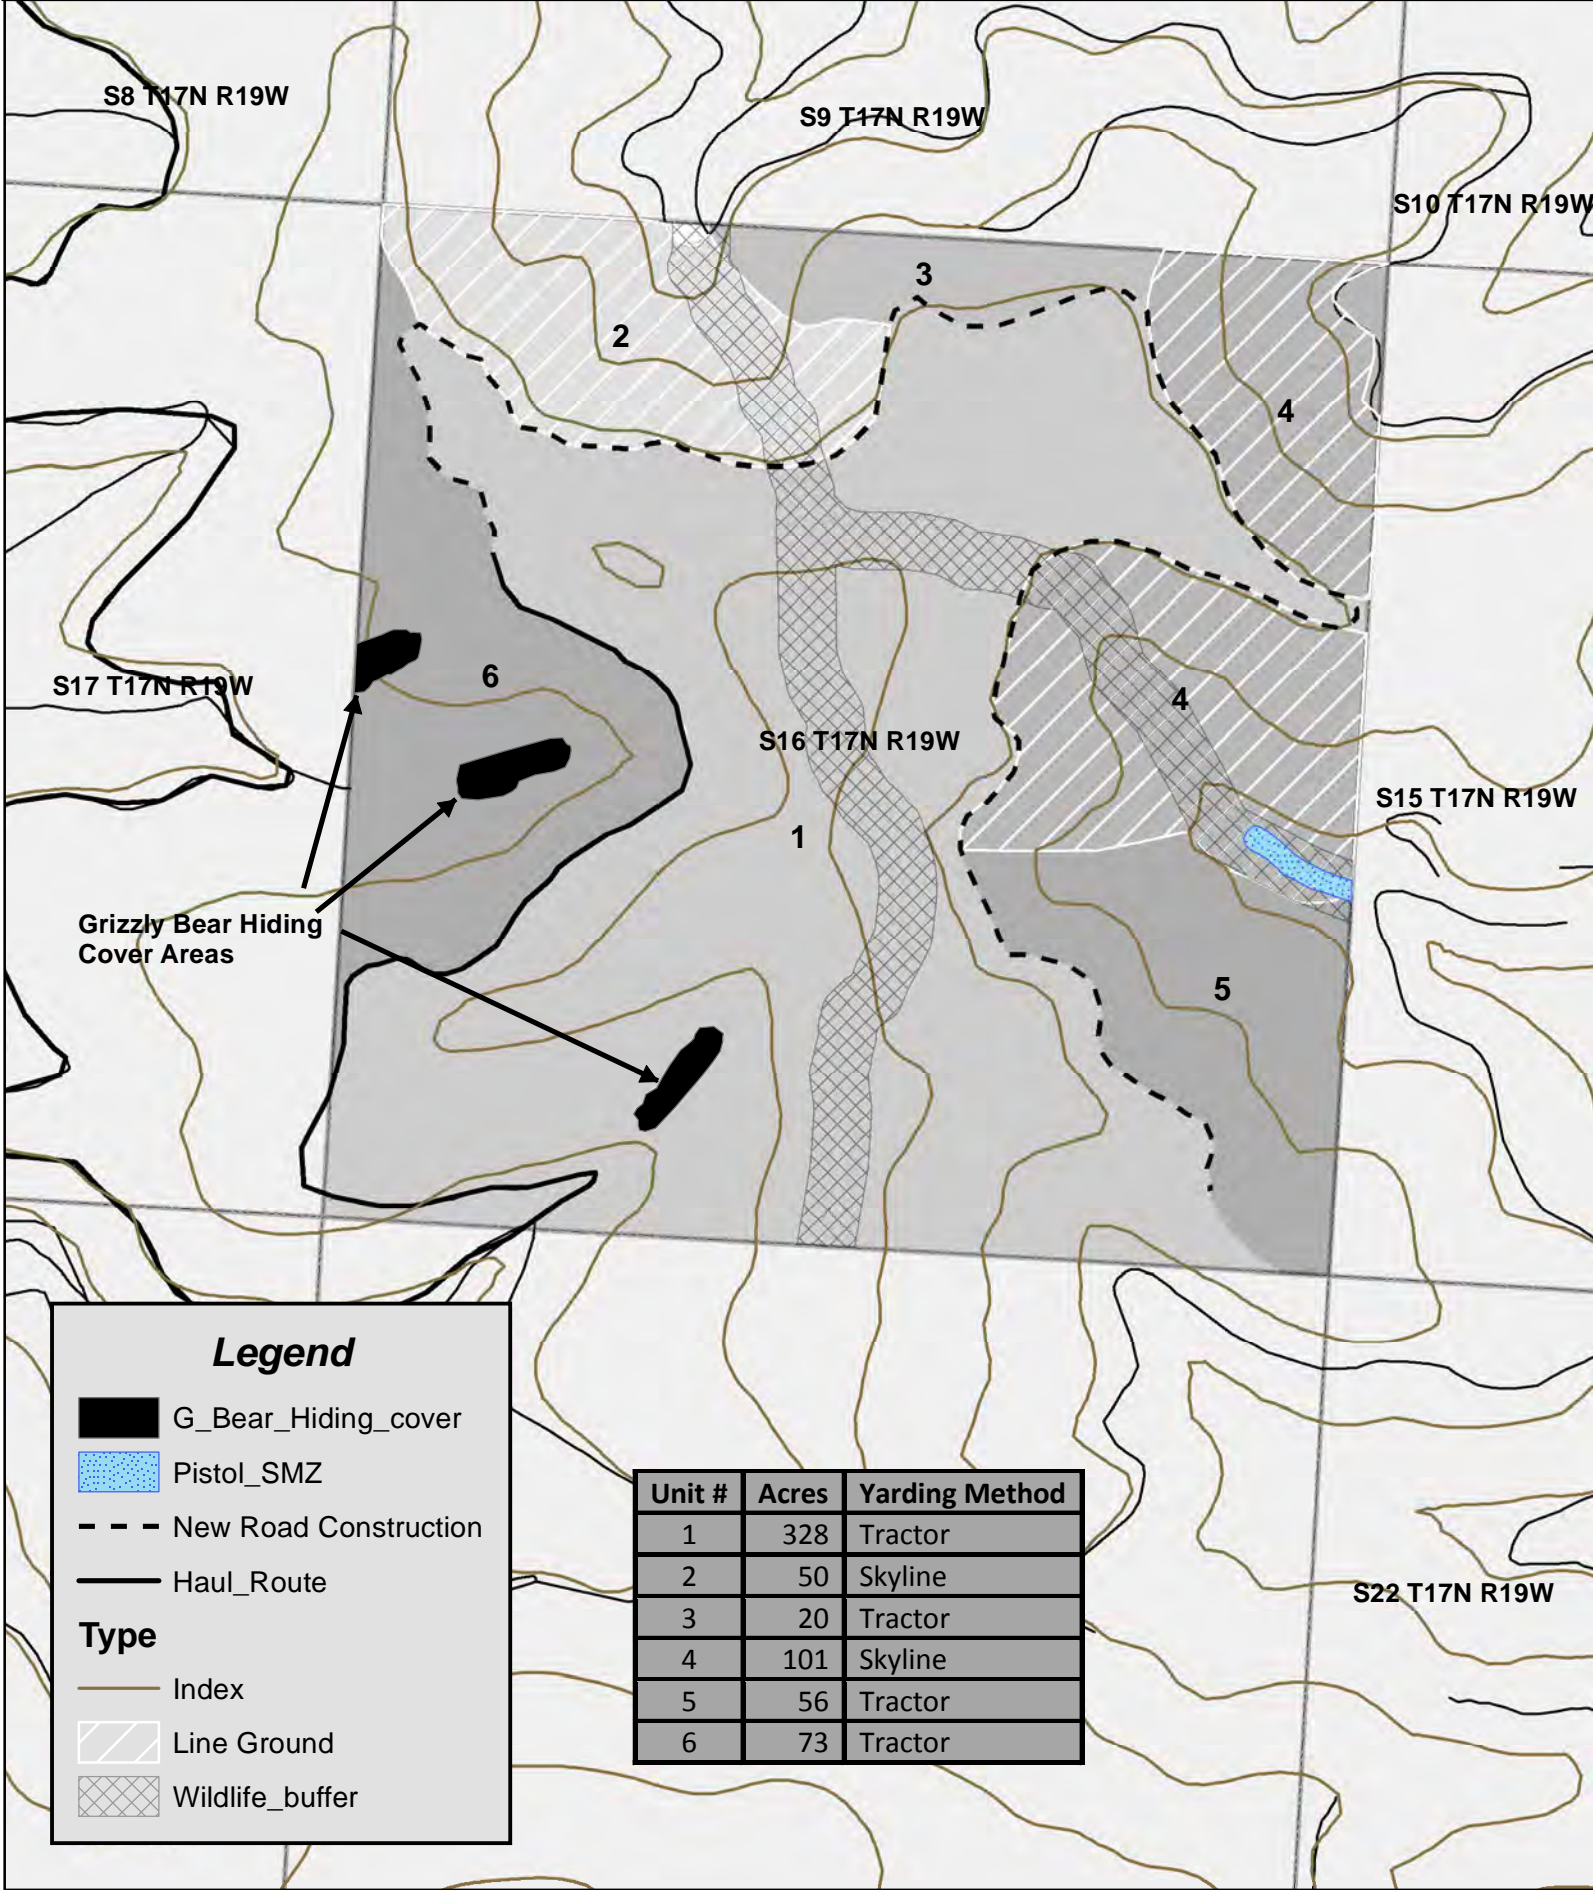 S8 T17N R19W
S9 T17N R19W
S10 T17N R19W
3
2
4
6
S17 T17N R19W
4
S16 T17N R19W
S15 T17N R19W
1
Grizzly Bear Hiding
Cover Areas
5
Legend
G_Bear_Hiding_cover
Pistol_SMZ
New Road Construction
Haul_Route
Type
Index
Line Ground
Wildlife_buffer
Unit # Acres Yarding Method
1 328 Tractor
2 50 Skyline
3 20 Tractor
4 101 Skyline
5 56 Tractor
6 73 Tractor
S22 T17N R19W